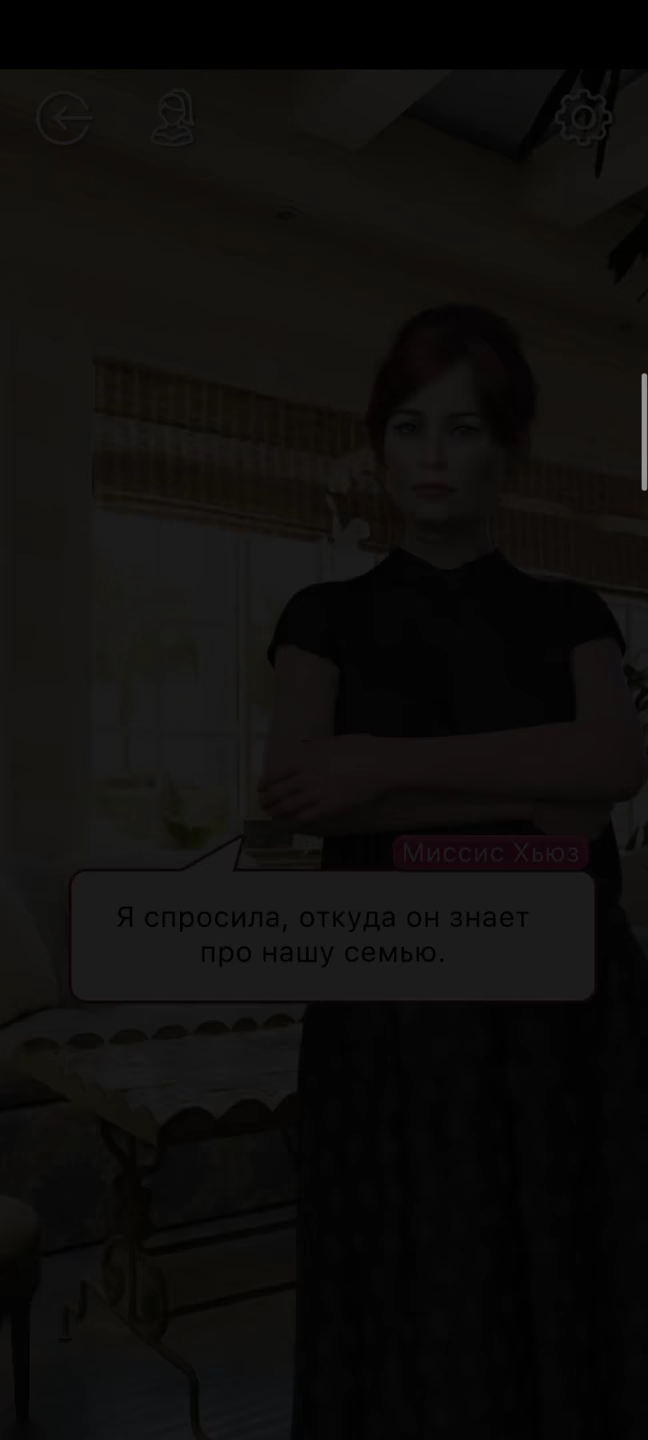 Миссис Хьюз
Я спросила, откуда он знает
про нашу семью.